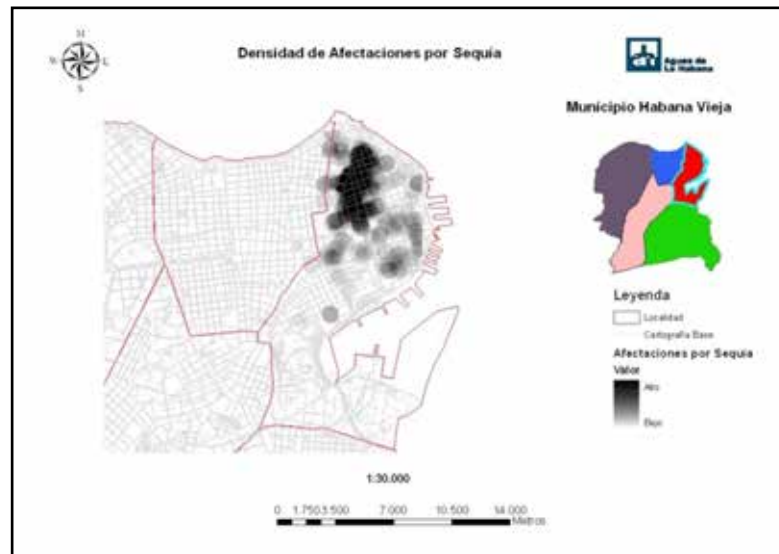 N
W
S
Densidad de Afectaciones por Sequía
Aguas de
La Habana
Municipio Habana Vieja
Leyenda
Localidad
Cartografía Base
Afectaciones por Sequia
Valor
Alto
Bajo
1:30.000
0 1.750 3.500 7.000 10.500 14.000
Metros